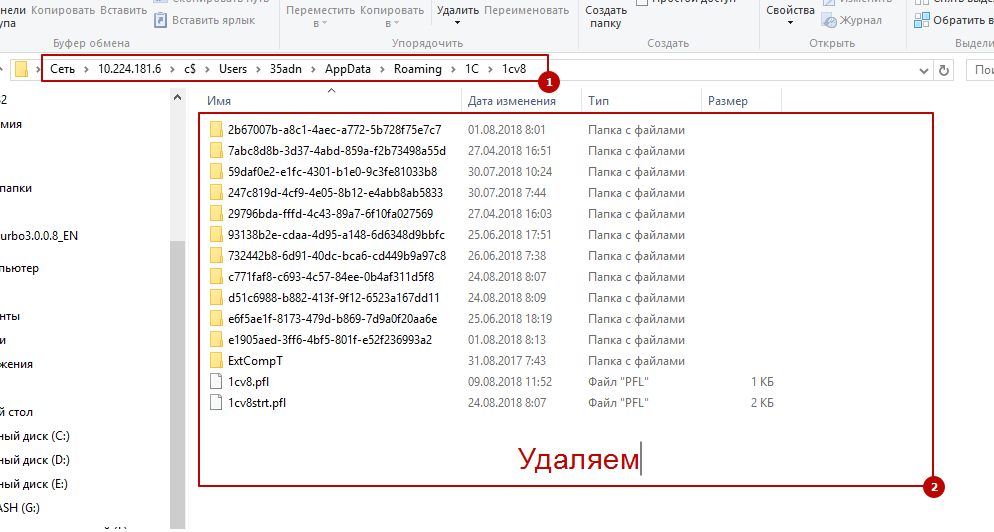 нели
упа
Копировать
Вставить
Скопировать путь
Вставить ярлык
Буфер обмена
Переместить в
Копировать в
Удалить
Переименовать
Упорядочить
Создать папку
Простой доступ
Создать
Свойства
Изменить
Журнал
Открыть
Снять выде
Обратить в
Выдели
Сеть > 10.224.181.6 > c$ > Users > 35adn > AppData > Roaming > 1C > 1cv8
1
Пои
Имя Дата изменения Тип Размер
2b67007b-a8c1-4aec-a772-5b728f75e7c7 01.08.2018 8:01 Папка с файлами
7abc8d8b-3d37-4abd-859a-f2b73498a55d 27.04.2018 16:51 Папка с файлами
59daf0e2-e1fc-4301-b1e0-9c3fe81033b8 30.07.2018 10:24 Папка с файлами
247c819d-4cf9-4e05-8b12-e4abb8ab5833 30.07.2018 7:44 Папка с файлами
29796bda-fffd-4c43-89a7-6f10fa027569 27.04.2018 16:03 Папка с файлами
93138b2e-cdaa-4d95-a148-6d6348d9bbfc 25.06.2018 17:51 Папка с файлами
732442b8-6d91-40dc-bca6-cd449b9a97c8 26.06.2018 7:38 Папка с файлами
c771faf8-c693-4c57-84ee-0b4af311d5f8 24.08.2018 8:07 Папка с файлами
d51c6988-b882-413f-9f12-6523a167dd11 24.08.2018 8:09 Папка с файлами
e6f5ae1f-8173-479d-b869-7d9a0f20aa6e 25.06.2018 18:19 Папка с файлами
e1905aed-3ff6-4bf5-801f-e52f236993a2 01.08.2018 8:13 Папка с файлами
ExtCompT 31.08.2017 7:43 Папка с файлами
1cv8.pfl 09.08.2018 11:52 Файл "PFL" 1 КБ
1cv8strt.pfl 24.08.2018 8:07 Файл "PFL" 2 КБ
Удаляем
2
32
мия
папки
urbo3.0.0.8_EN
пьютер
нты
ки
жения
й стол
ный диск (C:)
ный диск (D:)
ный диск (E:)
ASH (G:)